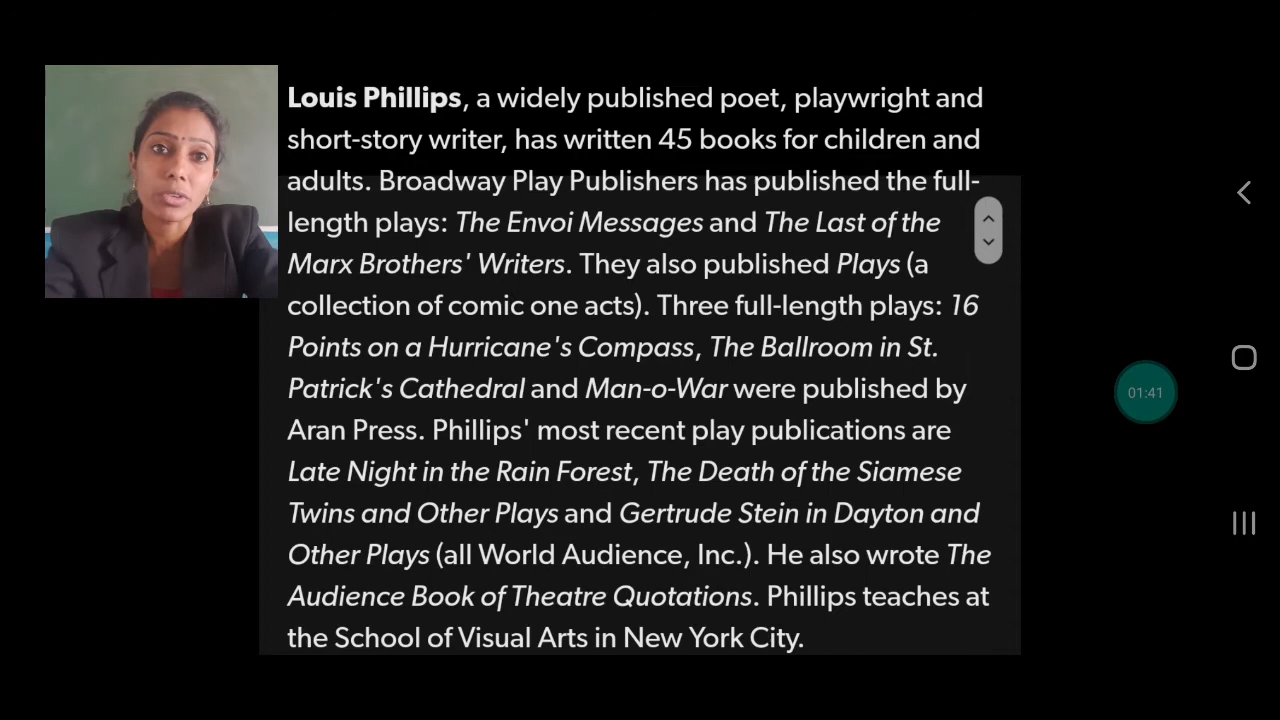 Louis Phillips, a widely published poet, playwright and
short-story writer, has written 45 books for children and
adults. Broadway Play Publishers has published the full-
length plays: The Envoi Messages and The Last of the
Marx Brothers' Writers. They also published Plays (a
collection of comic one acts). Three full-length plays: 16
Points on a Hurricane's Compass, The Ballroom in St.
Patrick's Cathedral and Man-o-War were published by
Aran Press. Phillips' most recent play publications are
Late Night in the Rain Forest, The Death of the Siamese
Twins and Other Plays and Gertrude Stein in Dayton and
Other Plays (all World Audience, Inc.). He also wrote The
Audience Book of Theatre Quotations. Phillips teaches at
the School of Visual Arts in New York City.
01:41